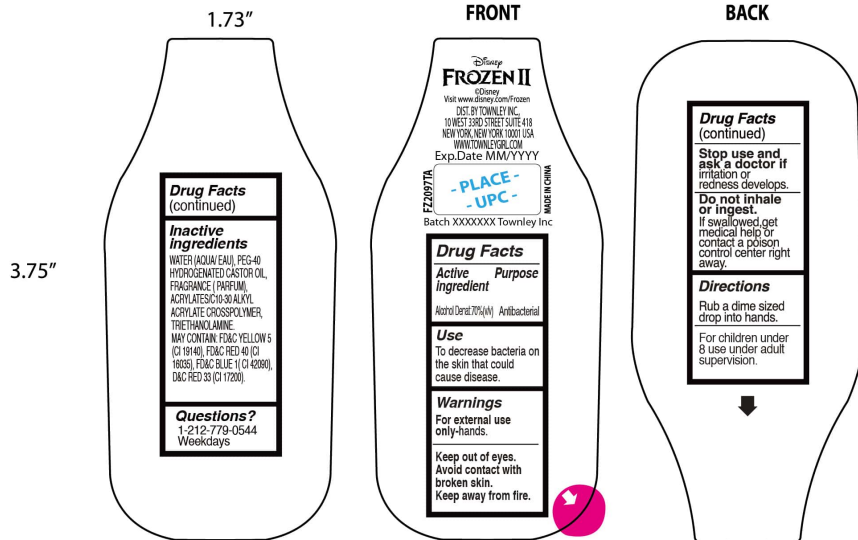 1.73”
3.75”
Drug Facts
(continued)
Inactive
ingredients
WATER (AQUA/ EAU), PEG-40
HYDROGENATED CASTOR OIL,
FRAGRANCE ( PARFUM),
ACRYLATES/C10-30 ALKYL
ACRYLATE CROSSPOLYMER,
TRIETHANOLAMINE.
MAY CONTAIN: FD&C YELLOW 5
(CI 19140), FD&C RED 40 (CI
16035), FD&C BLUE 1( CI 42090),
D&C RED 33 (CI 17200).
Questions?
1-212-779-0544
Weekdays
FRONT
Disney
FROZEN II
©Disney
Visit www.disney.com/Frozen
DIST. BY TOWNLEY INC.,
10 WEST 33RD STREET SUITE 418
NEW YORK, NEW YORK 10001 USA
WWW.TOWNLEYGIRL.COM
Exp.Date MM/YYYY
FZ2097TA
- PLACE -
- UPC -
MADE IN CHINA
Batch XXXXXXX Townley Inc
Drug Facts
Active Purpose
ingredient
Alcohol Denat.70%(v/v) Antibacterial
Use
To decrease bacteria on
the skin that could
cause disease.
Warnings
For external use
only-hands.
Keep out of eyes.
Avoid contact with
broken skin.
Keep away from fire.
BACK
Drug Facts
(continued)
Stop use and
ask a doctor if
irritation or
redness develops.
Do not inhale
or ingest.
If swallowed,get
medical help or
contact a poison
control center right
away.
Directions
Rub a dime sized
drop into hands.
For children under
8 use under adult
supervision.